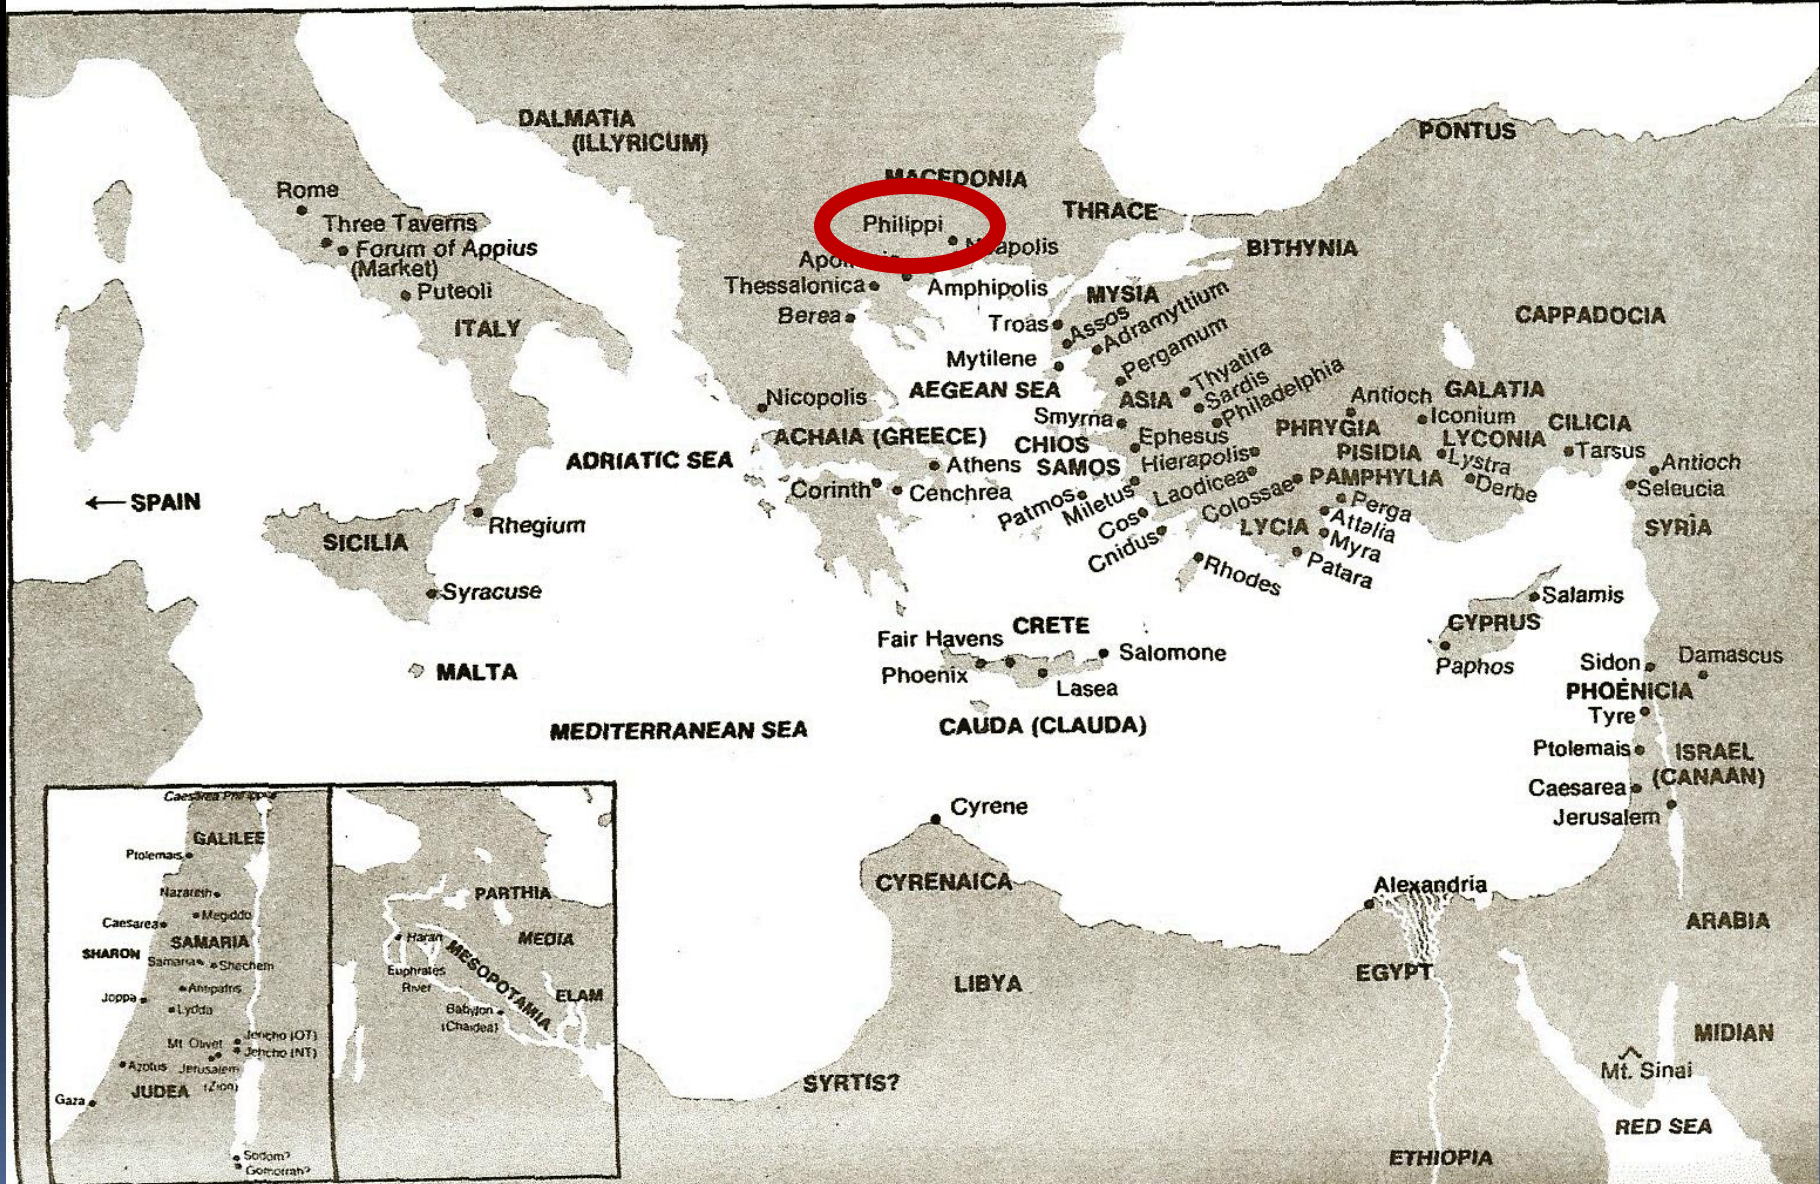 DALMATIA
(ILLYRICUM)
PONTUS
MACEDONIA
Rome
THRACE
Philippi
Three Taverns
Forum of Appius
(Market)
BITHYNIA
Thessalonica
Amphipolis
MYSIA
Puteoli
Berea
Troas
Assos
Adramyttium
CAPPADOCIA
ITALY
Mytilene
Pergamum
AEGEAN SEA
Thyatira
Nicopolis
ASIA
Sardis
Philadelphia
Antioch
GALATIA
Smyrna
Iconium
CILICIA
ACHAIA (GREECE)
CHIOS
Ephesus
PHRYGIA
LYCONIA
ADRIATIC SEA
Athens
SAMOS
Hierapolis
PISIDIA
Lystra
Tarsus
Antioch
Corinth
Cenchrea
Patmos
Miletus
Laodicea
Colossae
PAMPHYLIA
Derbe
Seleucia
SPAIN
Rhegium
Cos
Perga
SICILIA
Cnidus
LYCIA
Attalia
Myra
SYRIA
Rhodes
Patara
Syracuse
Salamis
CYPRUS
Fair Havens
CRETE
Salomone
Paphos
Sidon
Damascus
MALTA
Phoenix
Lasea
PHOENICIA
MEDITERRANEAN SEA
CAUDA (CLAUDA)
Tyre
Ptolemais
ISRAEL
(CANAAN)
Caesarea
Cyrene
Jerusalem
CYRENAICA
Alexandria
ARABIA
LIBYA
EGYPT
MIDIAN
Mt. Sinai
SYRTIS?
RED SEA
ETHIOPIA
Caesarea Philippi
GALILEE
Ptolemais
Nazareth
Megiddo
Caesarea
SAMARIA
SHARON
Samaria
Shechem
Antipatris
Joppa
Lydda
Mt Olivet
Jericho (OT)
Jericho (NT)
Azotus
Jerusalem
(Zion)
JUDEA
Gaza
Sodom?
Gomorrah?
PARTHIA
Haran
MEDIA
MESOPOTAMIA
Euphrates
River
ELAM
Babylon
(Chaldea)